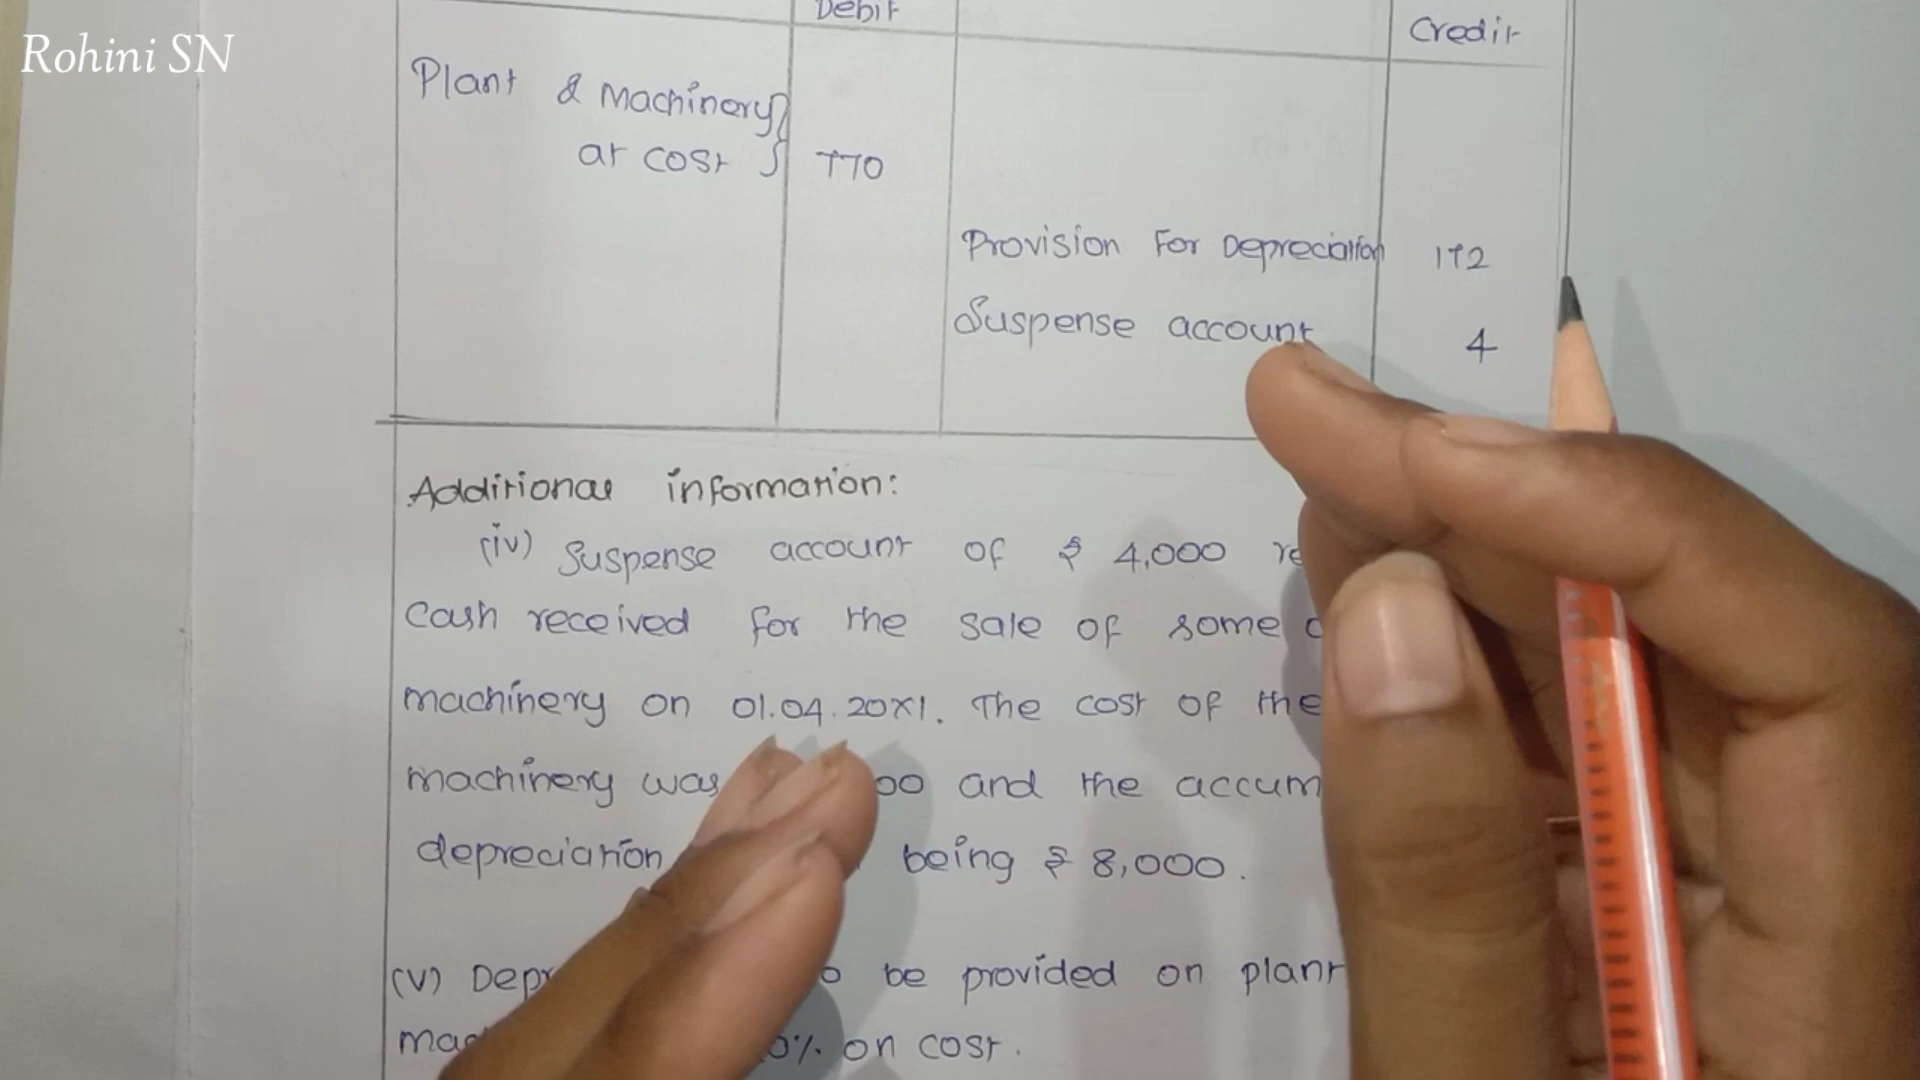 Rohini SN
Debit
Credit
Plant & Machinery
at cost 770
Provision For Depreciation 172
Suspense account 4
Additional information:
(iv) Suspense account of ₹ 4,000
Cash received for the sale of some
machinery on 01.04.20X1. The cost of the
machinery was and the
depreciation being ₹ 8,000.
(V) be provided on plant
on cost.